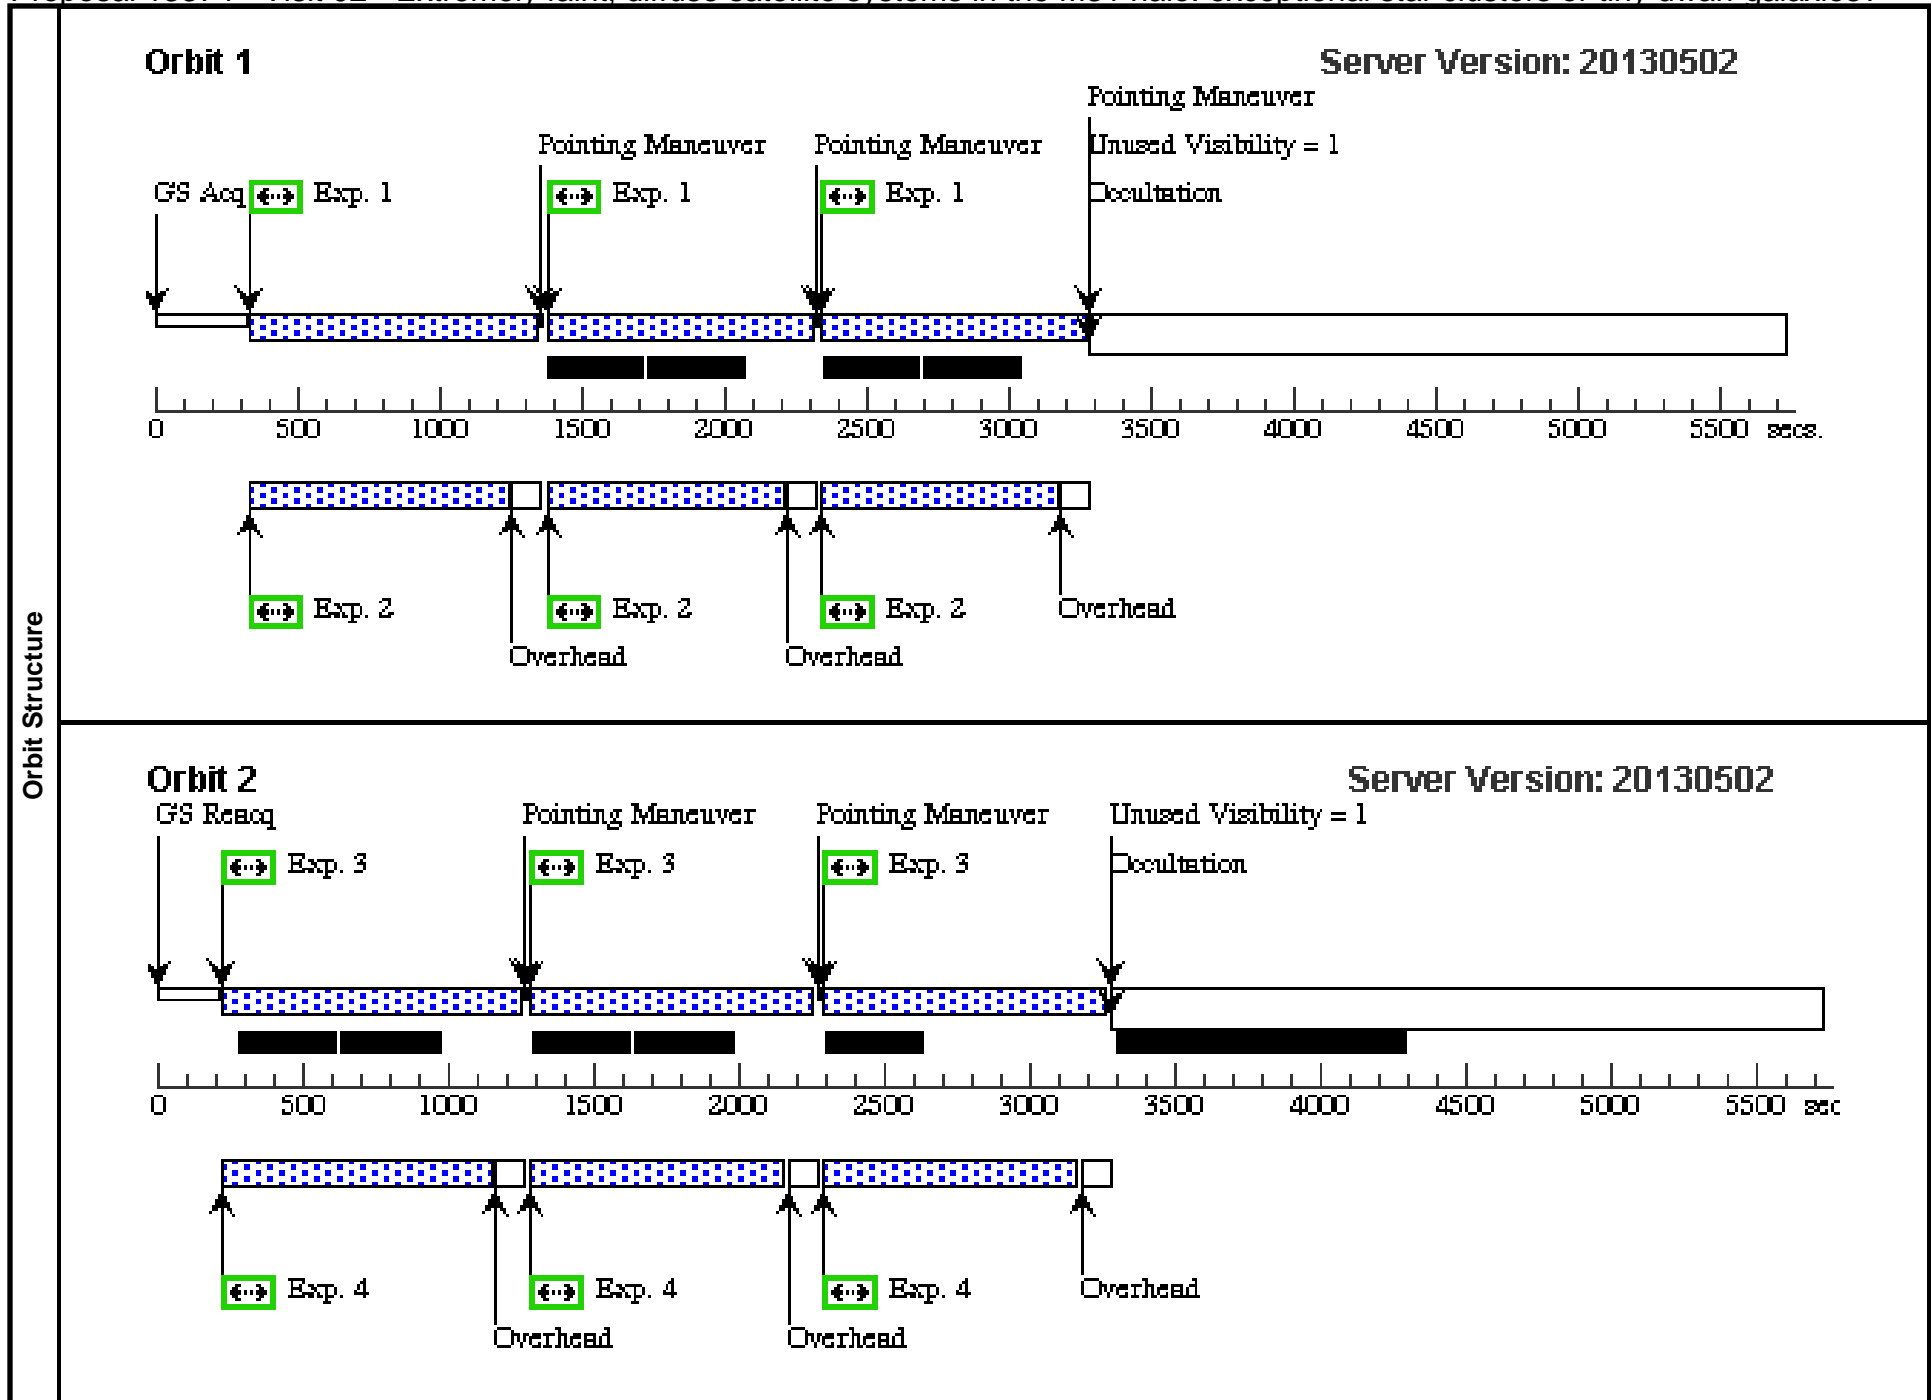 Orbit Structure
Orbit 1
Server Version: 20130502
Pointing Maneuver
Pointing Maneuver
Pointing Maneuver
Unused Visibility = 1
GS Acq
Exp. 1
Exp. 1
Exp. 1
Occultation
0 500 1000 1500 2000 2500 3000 3500 4000 4500 5000 5500 secs.
Exp. 2
Exp. 2
Exp. 2
Overhead
Overhead
Overhead
Orbit 2
Server Version: 20130502
GS Reacq
Pointing Maneuver
Pointing Maneuver
Unused Visibility = 1
Exp. 3
Exp. 3
Exp. 3
Occultation
0 500 1000 1500 2000 2500 3000 3500 4000 4500 5000 5500 sec
Exp. 4
Exp. 4
Exp. 4
Overhead
Overhead
Overhead